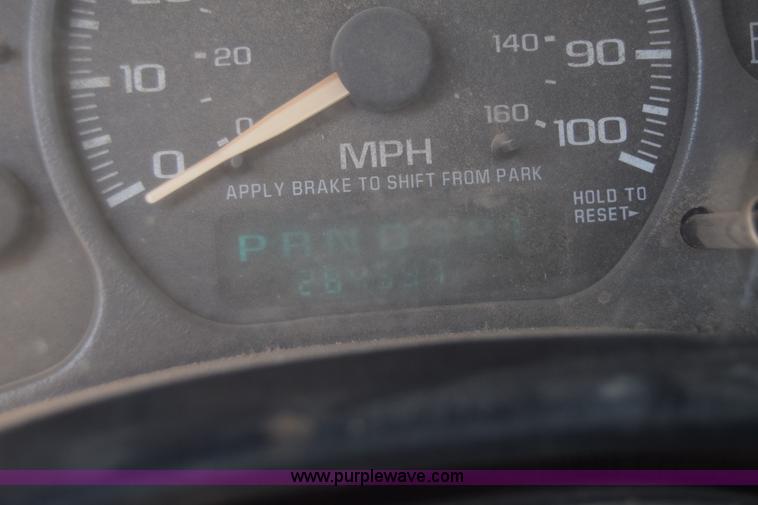 20
10
0
0
140
90
160
100
MPH
APPLY BRAKE TO SHIFT FROM PARK
HOLD TO
RESET►
P R N D
www.purplewave.com